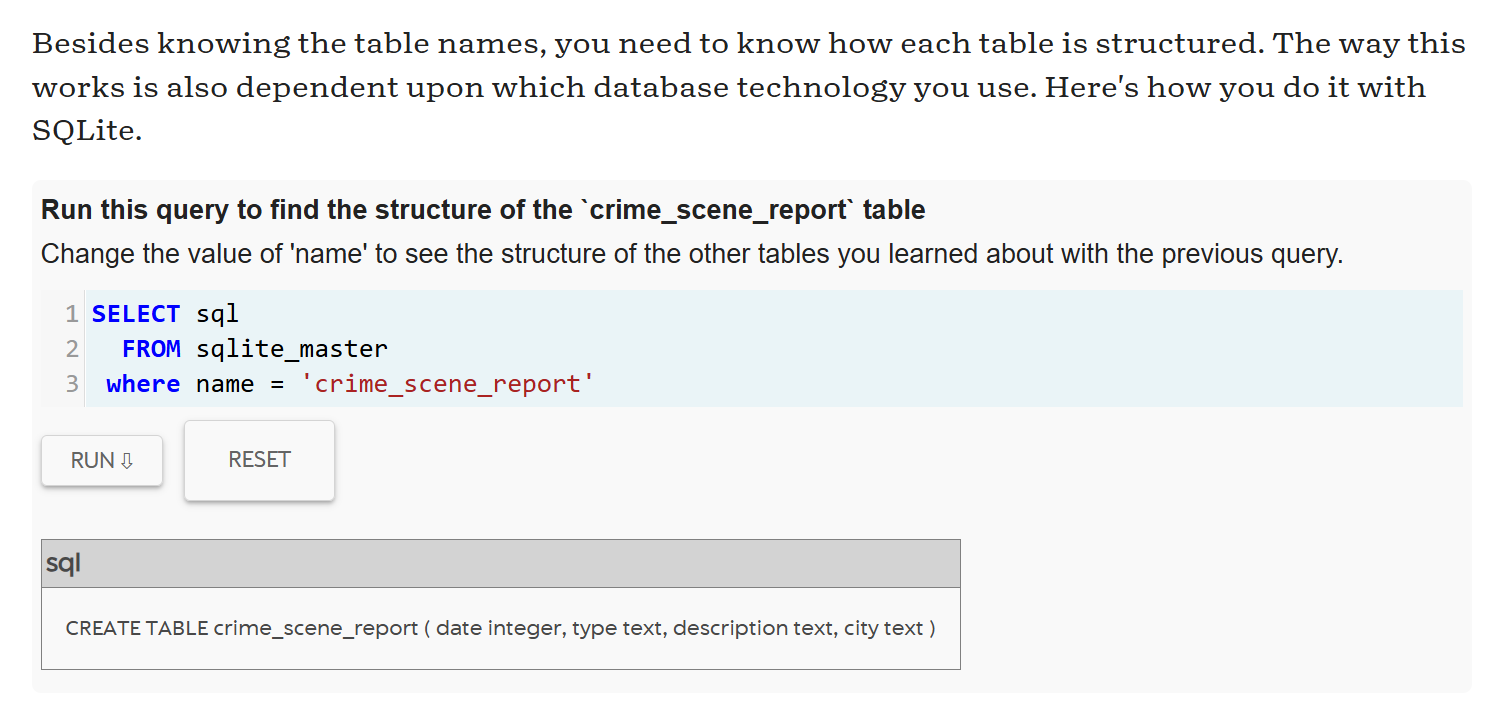 Besides knowing the table names, you need to know how each table is structured. The way this
works is also dependent upon which database technology you use. Here's how you do it with
SQLite.
Run this query to find the structure of the `crime_scene_report` table
Change the value of 'name' to see the structure of the other tables you learned about with the previous query.
1 SELECT sql
2   FROM sqlite_master
3  where name = 'crime_scene_report'
RUN ⇩ RESET
sql
CREATE TABLE crime_scene_report ( date integer, type text, description text, city text )